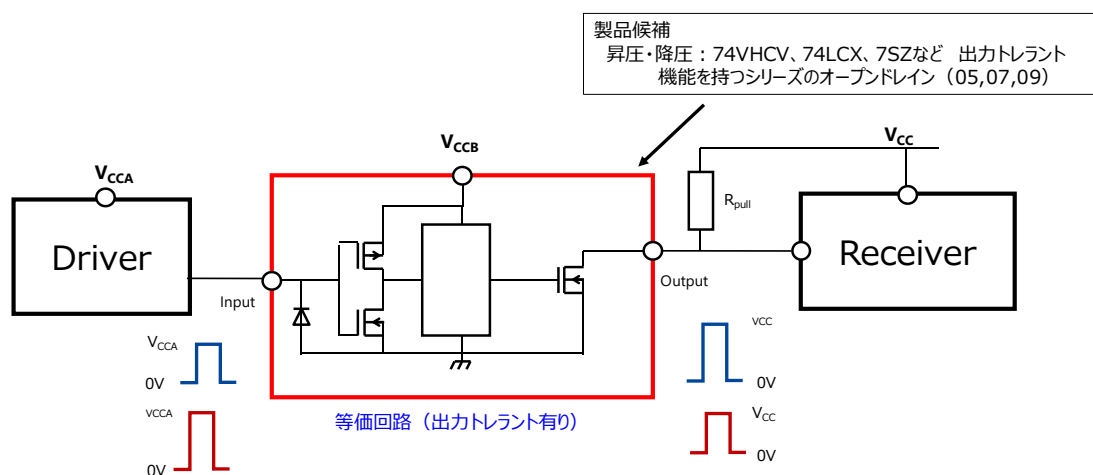 製品候補
昇圧・降圧：74VHCV、74LCX、7SZなど 出力トレラント
機能を持つシリーズのオープンドレイン（05,07,09）
VCCB
VCC
VCCA
Rpull
Driver
Receiver
Input
Output
VCCA
0V
VCCA
0V
VCC
0V
VCC
0V
等価回路（出力トレラント有り）